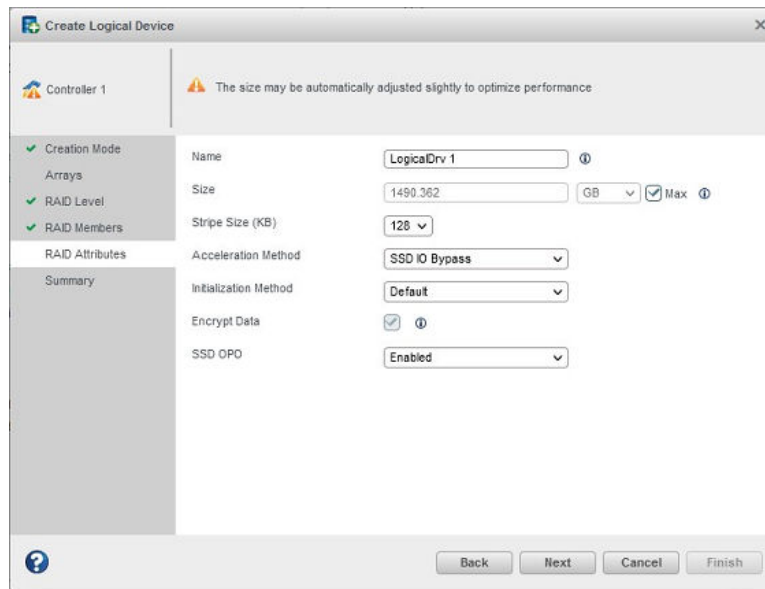 Create Logical Device
Controller 1
The size may be automatically adjusted slightly to optimize performance
Creation Mode
Arrays
RAID Level
RAID Members
RAID Attributes
Summary
Name LogicalDrv 1
Size 1490.362 GB Max
Stripe Size (KB) 128
Acceleration Method SSD IO Bypass
Initialization Method Default
Encrypt Data
SSD OPO Enabled
Back Next Cancel Finish